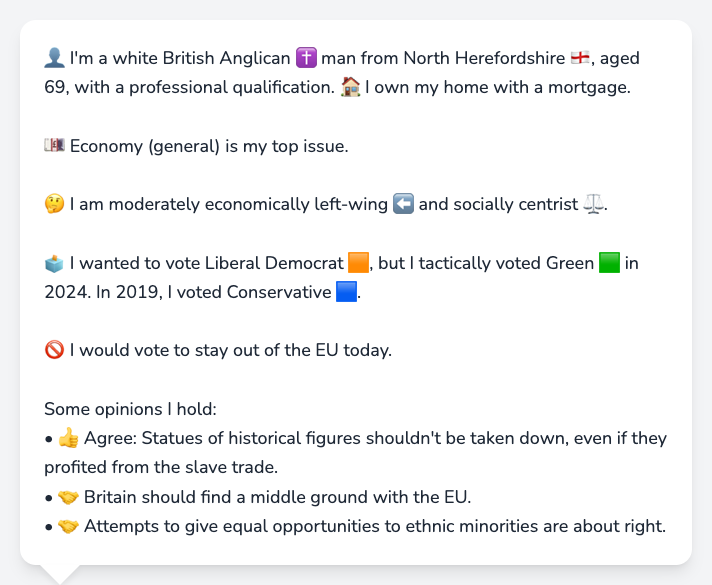 👤 I'm a white British Anglican ✝️ man from North Herefordshire 🏴󠁧󠁢󠁥󠁮󠁧󠁿, aged
69, with a professional qualification. 🏠 I own my home with a mortgage.
💷 Economy (general) is my top issue.
🤔 I am moderately economically left-wing ⬅️ and socially centrist ⚖️.
🗳️ I wanted to vote Liberal Democrat 🟧, but I tactically voted Green 🟩 in
2024. In 2019, I voted Conservative 🟦.
🚫 I would vote to stay out of the EU today.
Some opinions I hold:
• 👍 Agree: Statues of historical figures shouldn't be taken down, even if they
profited from the slave trade.
• 🤝 Britain should find a middle ground with the EU.
• 🤝 Attempts to give equal opportunities to ethnic minorities are about right.